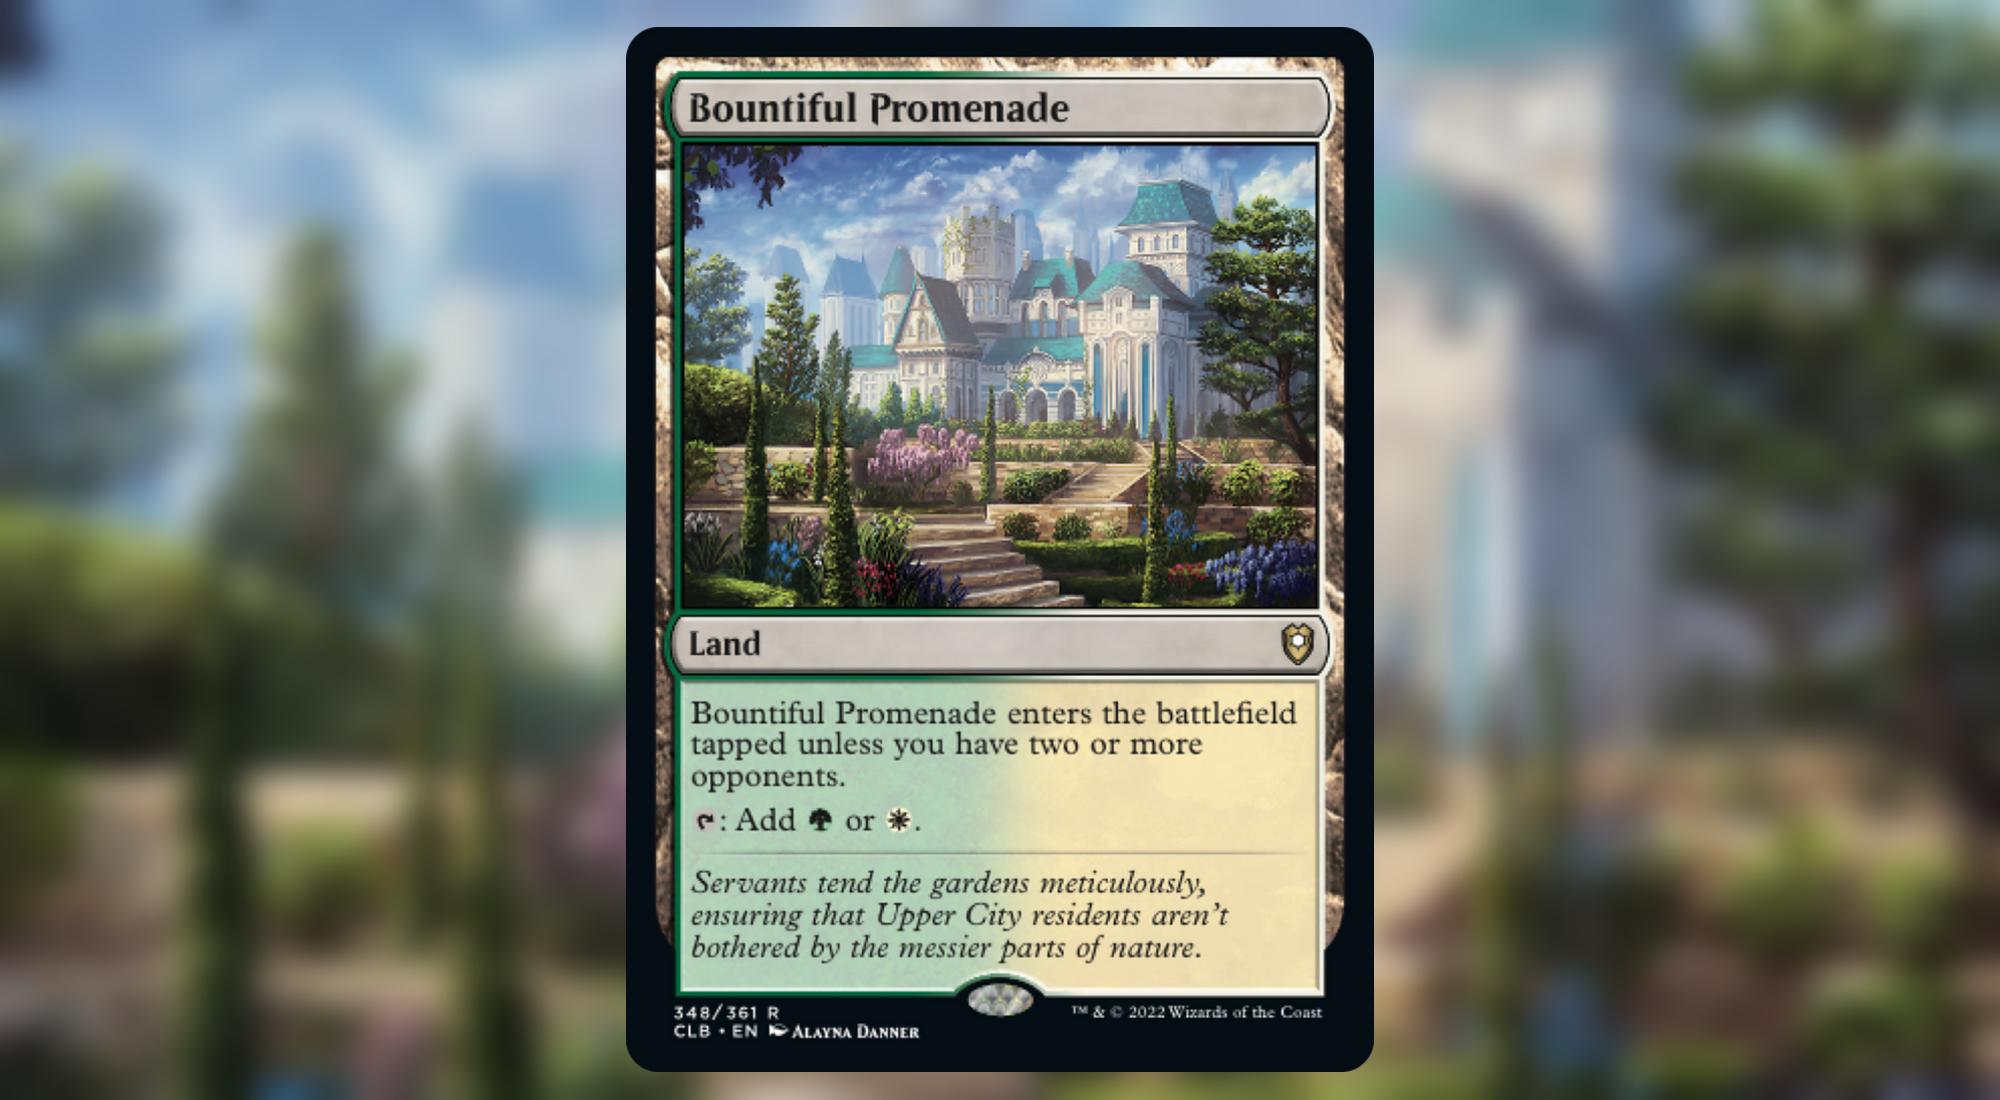 Bountiful Promenade
Land
Bountiful Promenade enters the battlefield
tapped unless you have two or more
opponents.
: Add or .
Servants tend the gardens meticulously,
ensuring that Upper City residents aren't
bothered by the messier parts of nature.
348/361 R
CLB • EN ALAYNA DANNER
™ & © 2022 Wizards of the Coast